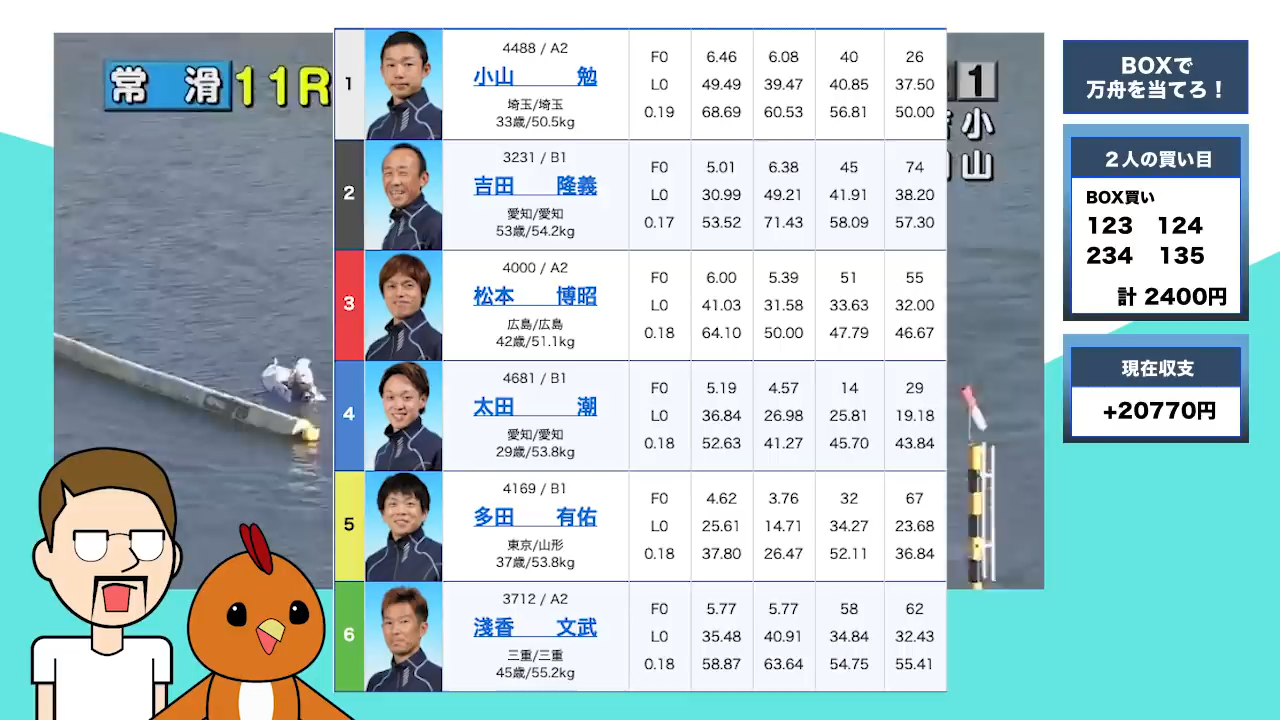 常 滑 11R
1
小
山
1
4488 / A2
小山 勉
埼玉/埼玉
33歳/50.5kg
F0 6.46 6.08 40 26
L0 49.49 39.47 40.85 37.50
0.19 68.69 60.53 56.81 50.00
2
3231 / B1
吉田 隆義
愛知/愛知
53歳/54.2kg
F0 5.01 6.38 45 74
L0 30.99 49.21 41.91 38.20
0.17 53.52 71.43 58.09 57.30
3
4000 / A2
松本 博昭
広島/広島
42歳/51.1kg
F0 6.00 5.39 51 55
L0 41.03 31.58 33.63 32.00
0.18 64.10 50.00 47.79 46.67
4
4681 / B1
太田 潮
愛知/愛知
29歳/53.8kg
F0 5.19 4.57 14 29
L0 36.84 26.98 25.81 19.18
0.18 52.63 41.27 45.70 43.84
5
4169 / B1
多田 有佑
東京/山形
37歳/53.8kg
F0 4.62 3.76 32 67
L0 25.61 14.71 34.27 23.68
0.18 37.80 26.47 52.11 36.84
6
3712 / A2
淺香 文武
三重/三重
45歳/55.2kg
F0 5.77 5.77 58 62
L0 35.48 40.91 34.84 32.43
0.18 58.87 63.64 54.75 55.41
BOXで
万舟を当てろ！
２人の買い目
BOX買い
123 124
234 135
計 2400円
現在収支
+20770円